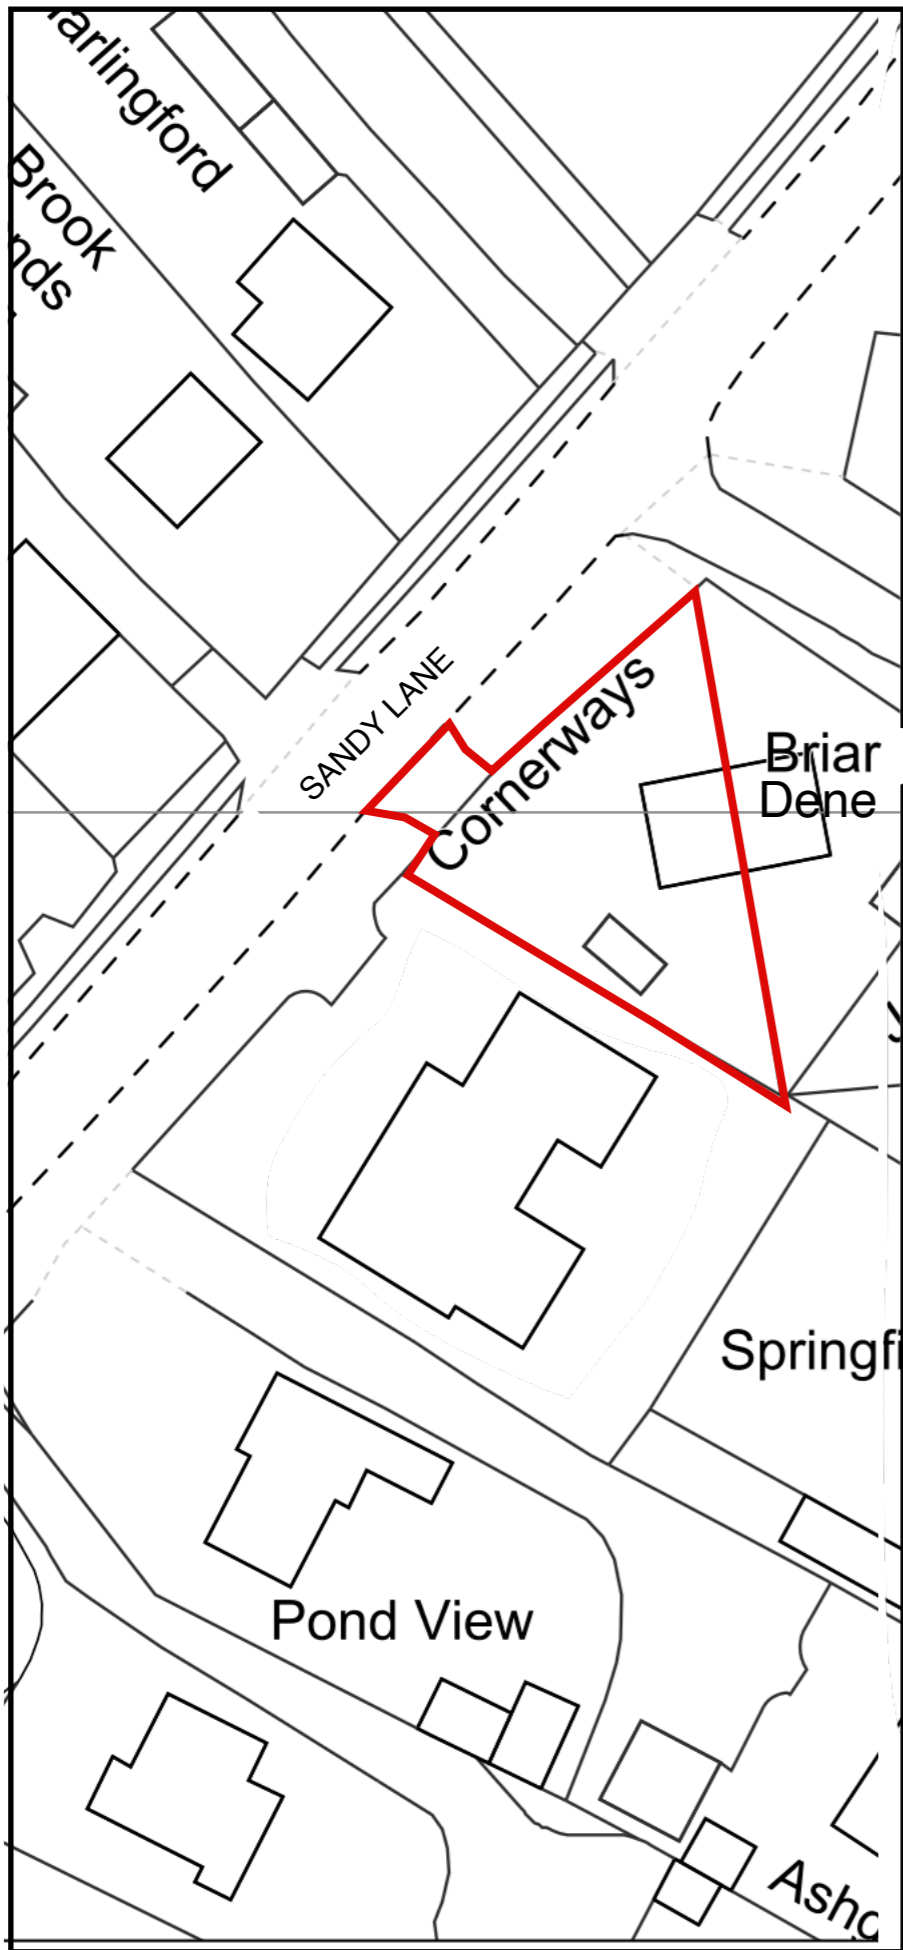 arlingford
Brook
nds
SANDY LANE
Cornerways
Briar
Dene
y
Springfi
Pond View
Ashc